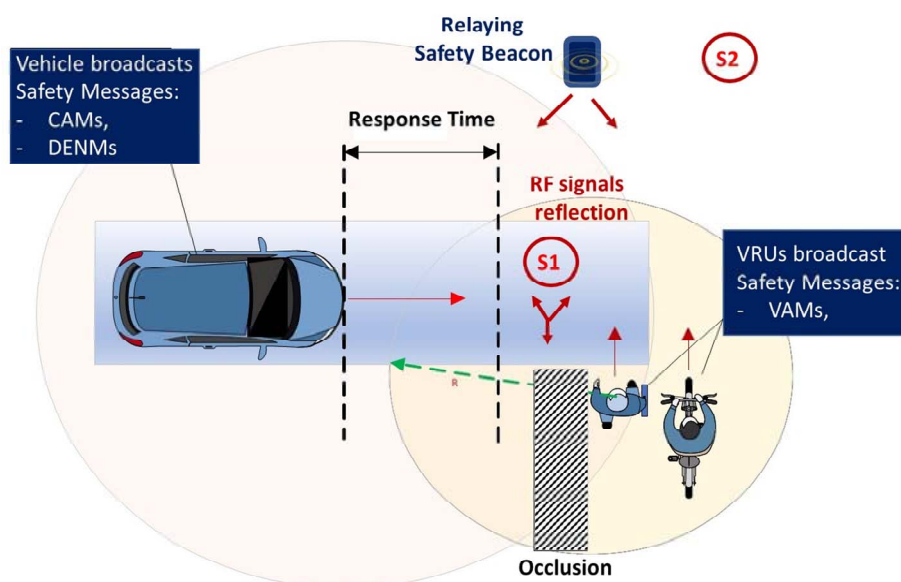 Relaying
Safety Beacon
S2
Vehicle broadcasts
Safety Messages:
- CAMs,
- DENMs
Response Time
RF signals
reflection
S1
VRUs broadcast
Safety Messages:
- VAMs,
R
Occlusion